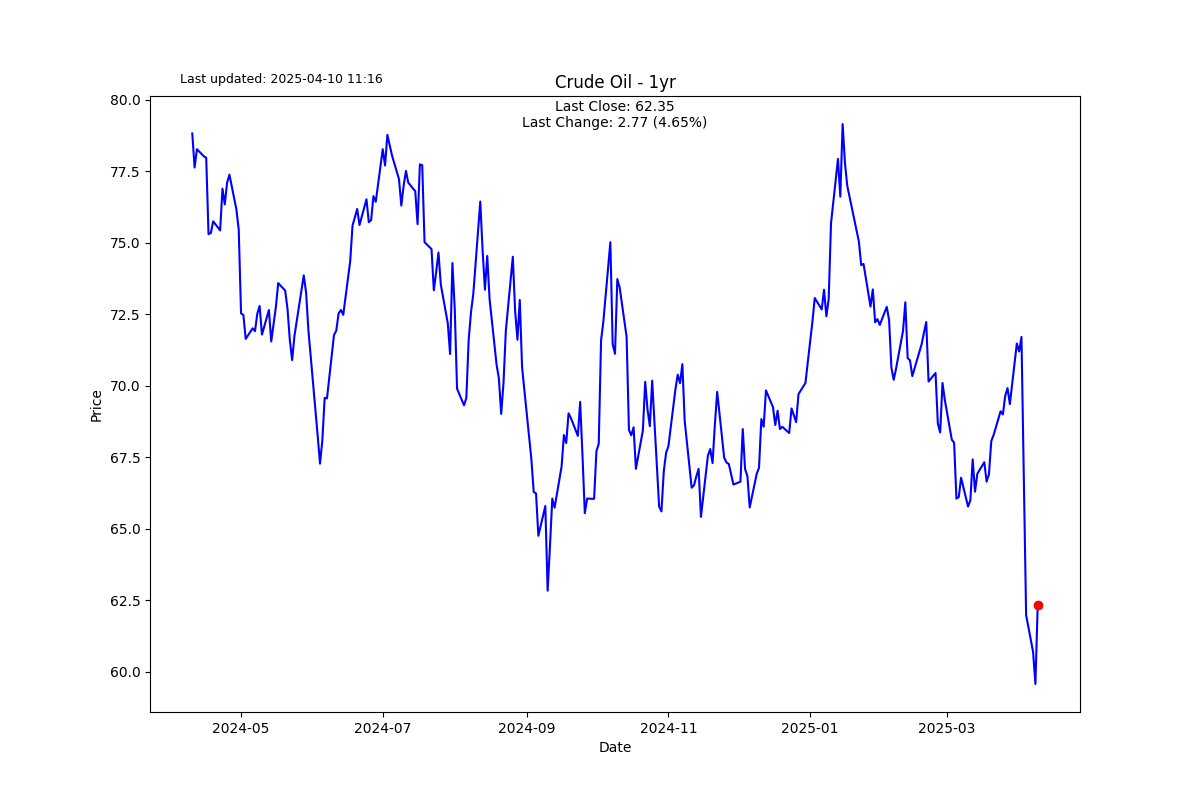 Last updated: 2025-04-10 11:16
Crude Oil - 1yr
Last Close: 62.35
Last Change: 2.77 (4.65%)
Price
80.0
77.5
75.0
72.5
70.0
67.5
65.0
62.5
60.0
2024-05 2024-07 2024-09 2024-11 2025-01 2025-03
Date